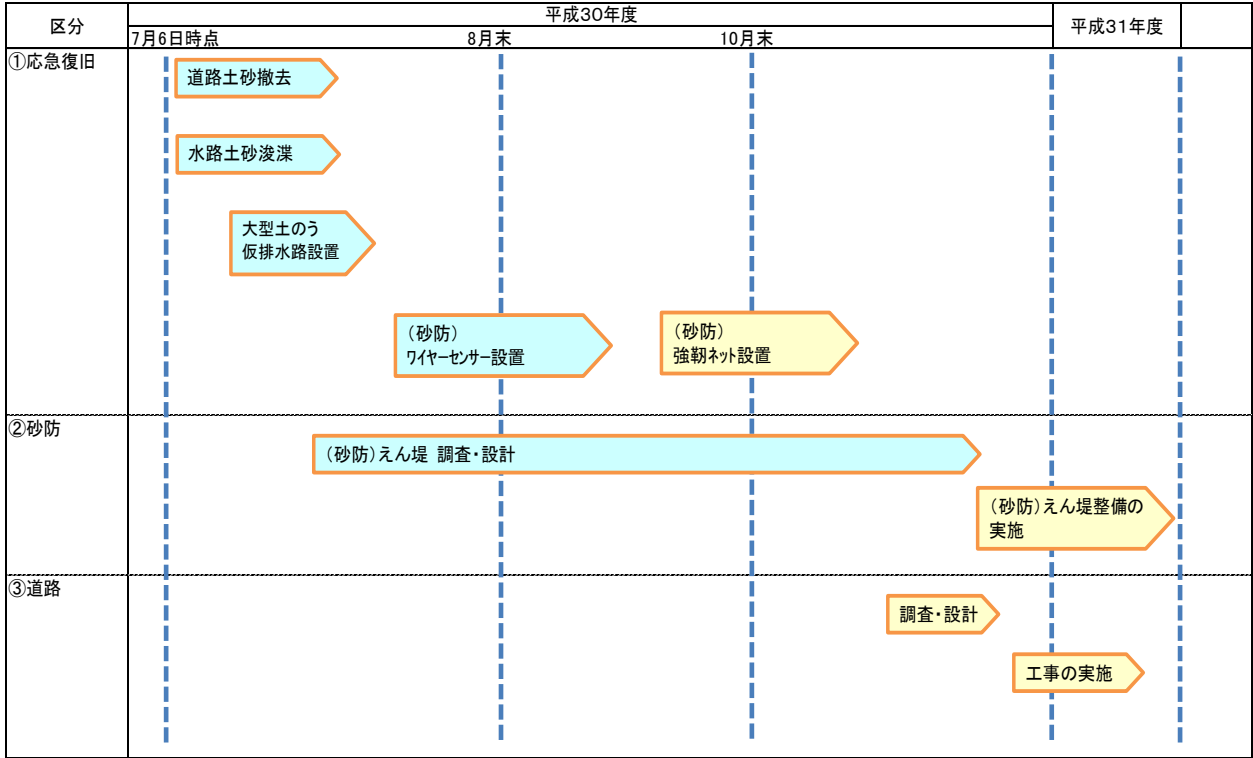 区分
平成30年度
平成31年度
7月6日時点
8月末
10月末
①応急復旧
道路土砂撤去
水路土砂浚渫
大型土のう
仮排水路設置
(砂防)
ワイヤーセンサー設置
(砂防)
強靭ネット設置
②砂防
(砂防)えん堤 調査・設計
(砂防)えん堤整備の
実施
③道路
調査・設計
工事の実施